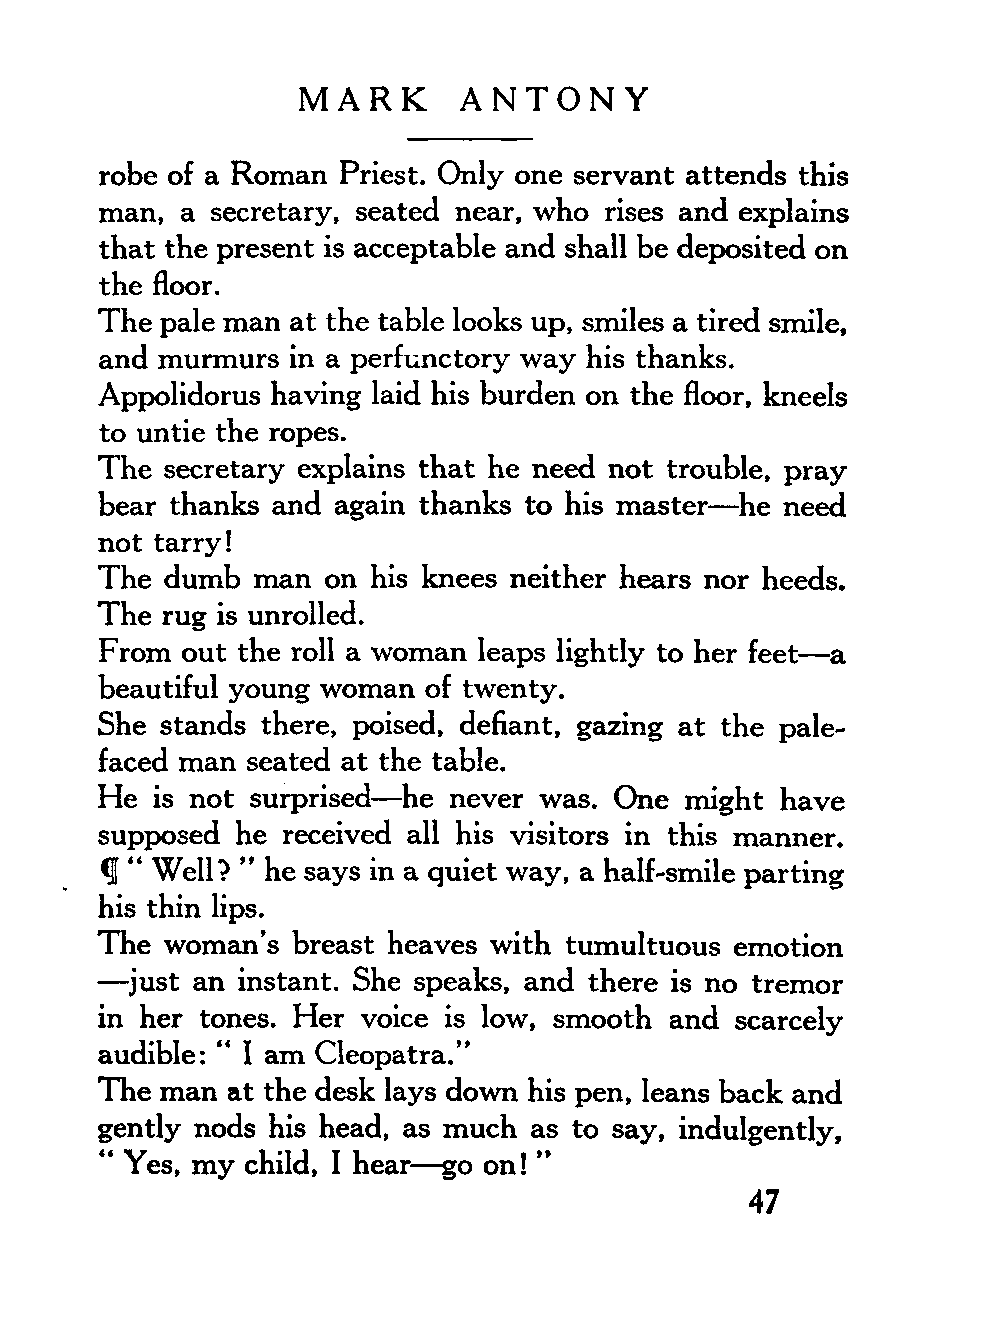 MARK ANTONY
robe of a Roman Priest. Only one servant attends this
man, a secretary, seated near, who rises and explains
that the present is acceptable and shall be deposited on
the floor.
The pale man at the table looks up, smiles a tired smile,
and murmurs in a perfunctory way his thanks.
Appolidorus having laid his burden on the floor, kneels
to untie the ropes.
The secretary explains that he need not trouble, pray
bear thanks and again thanks to his master—he need
not tarry!
The dumb man on his knees neither hears nor heeds.
The rug is unrolled.
From out the roll a woman leaps lightly to her feet—a
beautiful young woman of twenty.
She stands there, poised, defiant, gazing at the pale-
faced man seated at the table.
He is not surprised—he never was. One might have
supposed he received all his visitors in this manner.
¶ “ Well? ” he says in a quiet way, a half-smile parting
his thin lips.
The woman’s breast heaves with tumultuous emotion
—just an instant. She speaks, and there is no tremor
in her tones. Her voice is low, smooth and scarcely
audible: “ I am Cleopatra.”
The man at the desk lays down his pen, leans back and
gently nods his head, as much as to say, indulgently,
“ Yes, my child, I hear—go on! ”
47